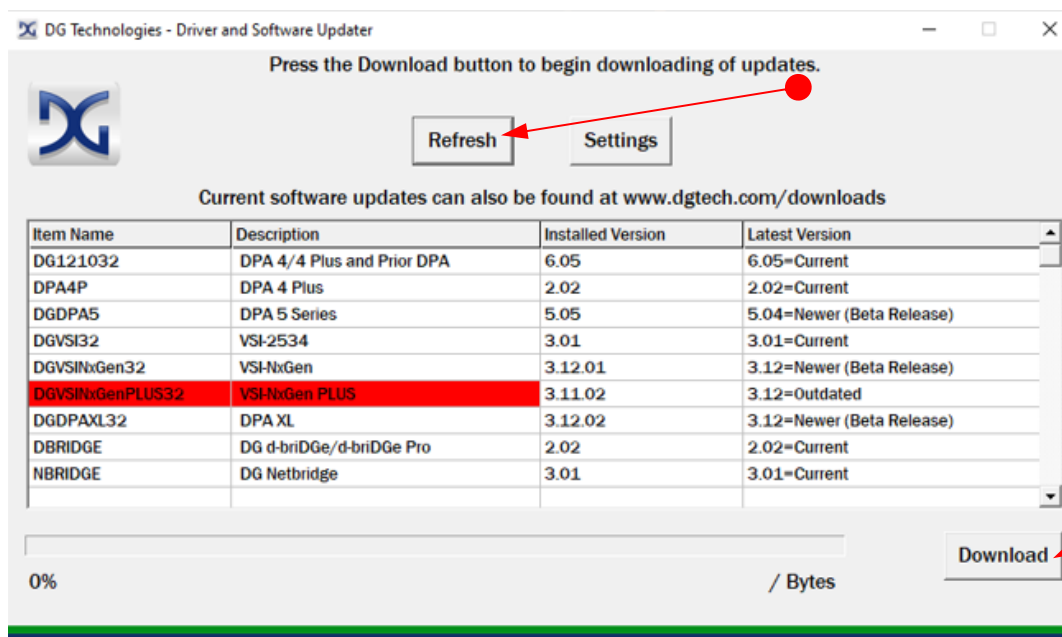 DG Technologies - Driver and Software Updater
Press the Download button to begin downloading of updates.
DG
Refresh Settings
Current software updates can also be found at www.dgtech.com/downloads
Item Name Description Installed Version Latest Version
DG121032 DPA 4/4 Plus and Prior DPA 6.05 6.05=Current
DPA4P DPA 4 Plus 2.02 2.02=Current
DGDPA5 DPA 5 Series 5.05 5.04=Newer (Beta Release)
DGVSI32 VSI-2534 3.01 3.01=Current
DGVSINxGen32 VSI-NxGen 3.12.01 3.12=Newer (Beta Release)
DGVSINxGenPLUS32 VSI-NxGen PLUS 3.11.02 3.12=Outdated
DGDPAXL32 DPA XL 3.12.02 3.12=Newer (Beta Release)
DBRIDGE DG d-briDGe/d-briDGe Pro 2.02 2.02=Current
NBRIDGE DG Netbridge 3.01 3.01=Current
Download
0% / Bytes